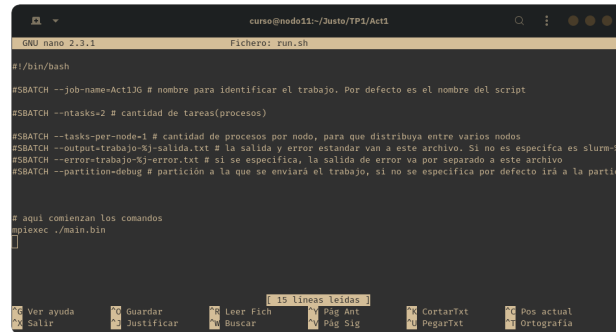 curso@nodo11:~/Justo/TP1/Act1
GNU nano 2.3.1 Fichero: run.sh
#!/bin/bash
#SBATCH --job-name=Act1JG # nombre para identificar el trabajo. Por defecto es el nombre del script
#SBATCH --ntasks=2 # cantidad de tareas(procesos)
#SBATCH --tasks-per-node=1 # cantidad de procesos por nodo, para que distribuya entre varios nodos
#SBATCH --output=trabajo-%j-salida.txt # la salida y error estandar van a este archivo. Si no es especifca es slurm-%
#SBATCH --error=trabajo-%j-error.txt # si se especifica, la salida de error va por separado a este archivo
#SBATCH --partition=debug # partición a la que se enviará el trabajo, si no se especifica por defecto irá a la partic
# aqui comienzan los comandos
mpiexec ./main.bin
[ 15 líneas leídas ]
^G Ver ayuda ^O Guardar ^R Leer Fich ^Y Pág Ant ^K CortarTxt ^C Pos actual
^X Salir ^J Justificar ^W Buscar ^V Pág Sig ^U PegarTxt ^T Ortografía